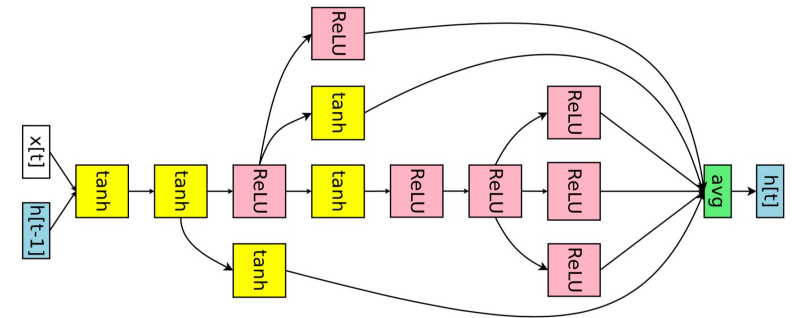 x[t]
h[t-1]
tanh
tanh
ReLU
tanh
ReLU
tanh
tanh
ReLU
ReLU
ReLU
ReLU
ReLU
avg
h[t]